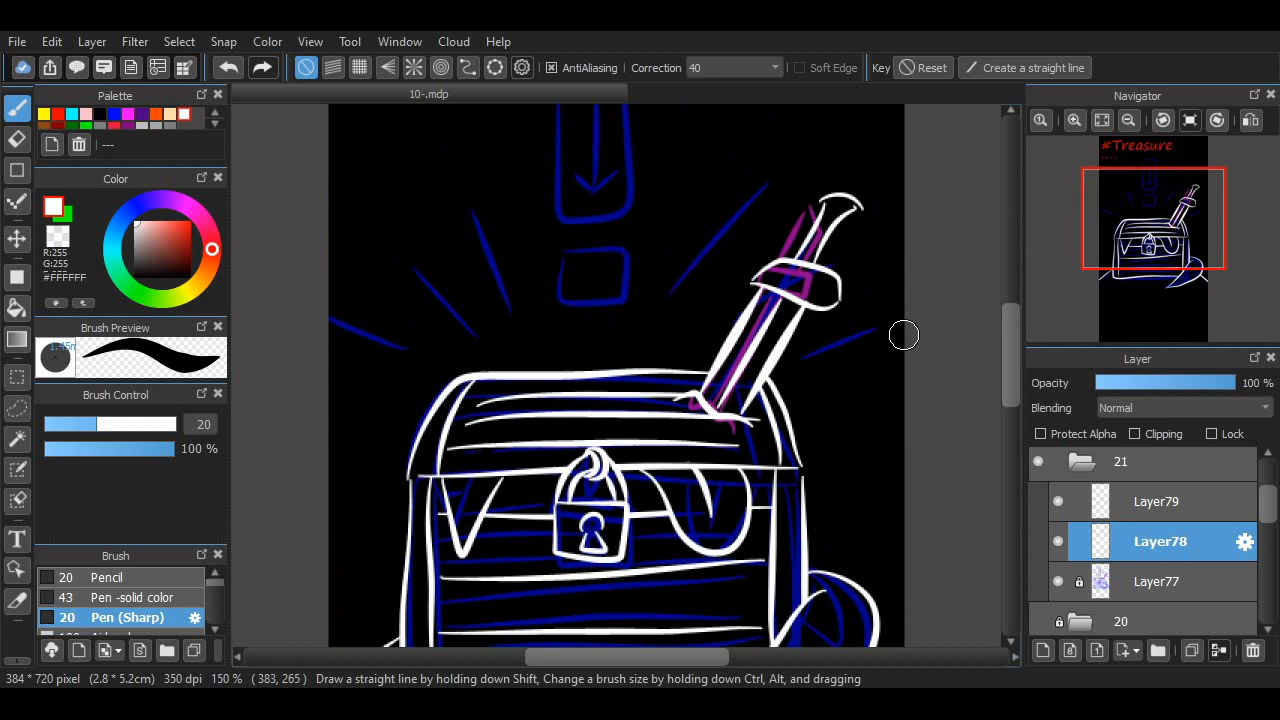 File Edit Layer Filter Select Snap Color View Tool Window Cloud Help
AntiAliasing Correction 40 Soft Edge Key Reset Create a straight line
Palette
---
Color
R:255
G:255
#FFFFFF
Brush Preview
Brush Control
20
100 %
Brush
20 Pencil
43 Pen -solid color
20 Pen (Sharp)
10-.mdp
Navigator
#Treasure
Layer
Opacity 100 %
Blending Normal
Protect Alpha Clipping Lock
21
Layer79
Layer78
Layer77
20
384 * 720 pixel (2.8 * 5.2cm) 350 dpi 150 % ( 383, 265 ) Draw a straight line by holding down Shift, Change a brush size by holding down Ctrl, Alt, and dragging